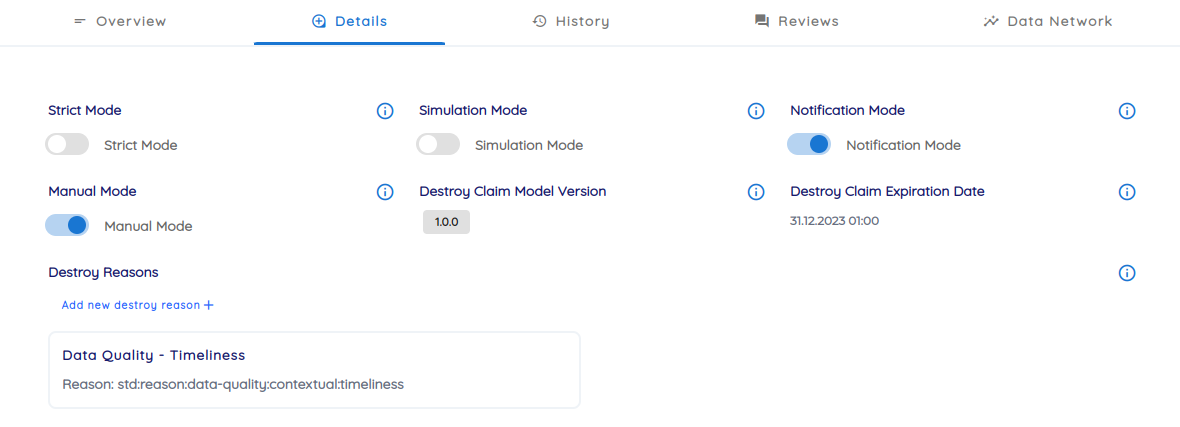 Overview Details History Reviews Data Network
Strict Mode Simulation Mode Notification Mode
Strict Mode Simulation Mode Notification Mode
Manual Mode Destroy Claim Model Version Destroy Claim Expiration Date
Manual Mode 1.0.0 31.12.2023 01:00
Destroy Reasons
Add new destroy reason +
Data Quality - Timeliness
Reason: std:reason:data-quality:contextual:timeliness